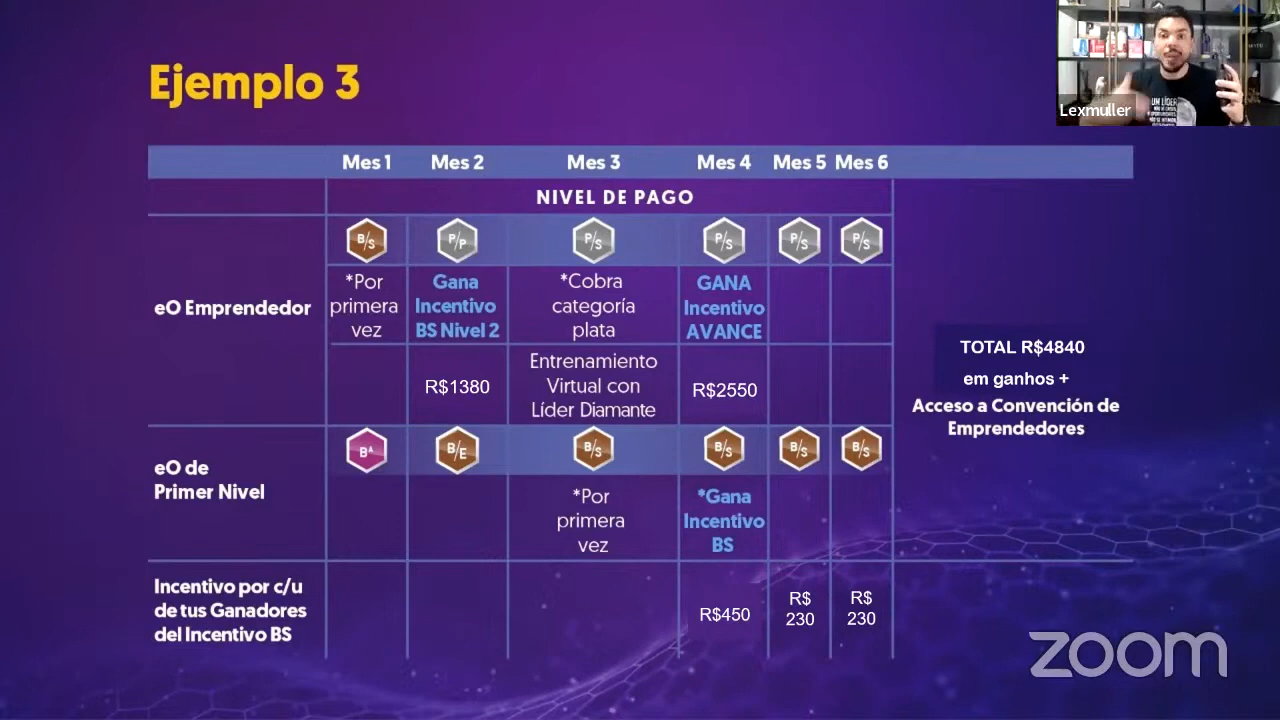 Ejemplo 3
Lexmuller
Mes 1 Mes 2 Mes 3 Mes 4 Mes 5 Mes 6
NIVEL DE PAGO
B/S P/P P/S P/S P/S P/S
eO Emprendedor
*Por
primera
vez
Gana
Incentivo
BS Nivel 2
*Cobra
categoría
plata
GANA
Incentivo
AVANCE
R$1380
Entrenamiento
Virtual con
Líder Diamante
R$2550
TOTAL R$4840
em ganhos +
Acceso a Convención de
Emprendedores
BA B/E B/S B/S B/S B/S
eO de
Primer Nivel
*Por
primera
vez
*Gana
Incentivo
BS
Incentivo por c/u
de tus Ganadores
del Incentivo BS
R$450
R$
230
R$
230
zoom
UM LÍDER